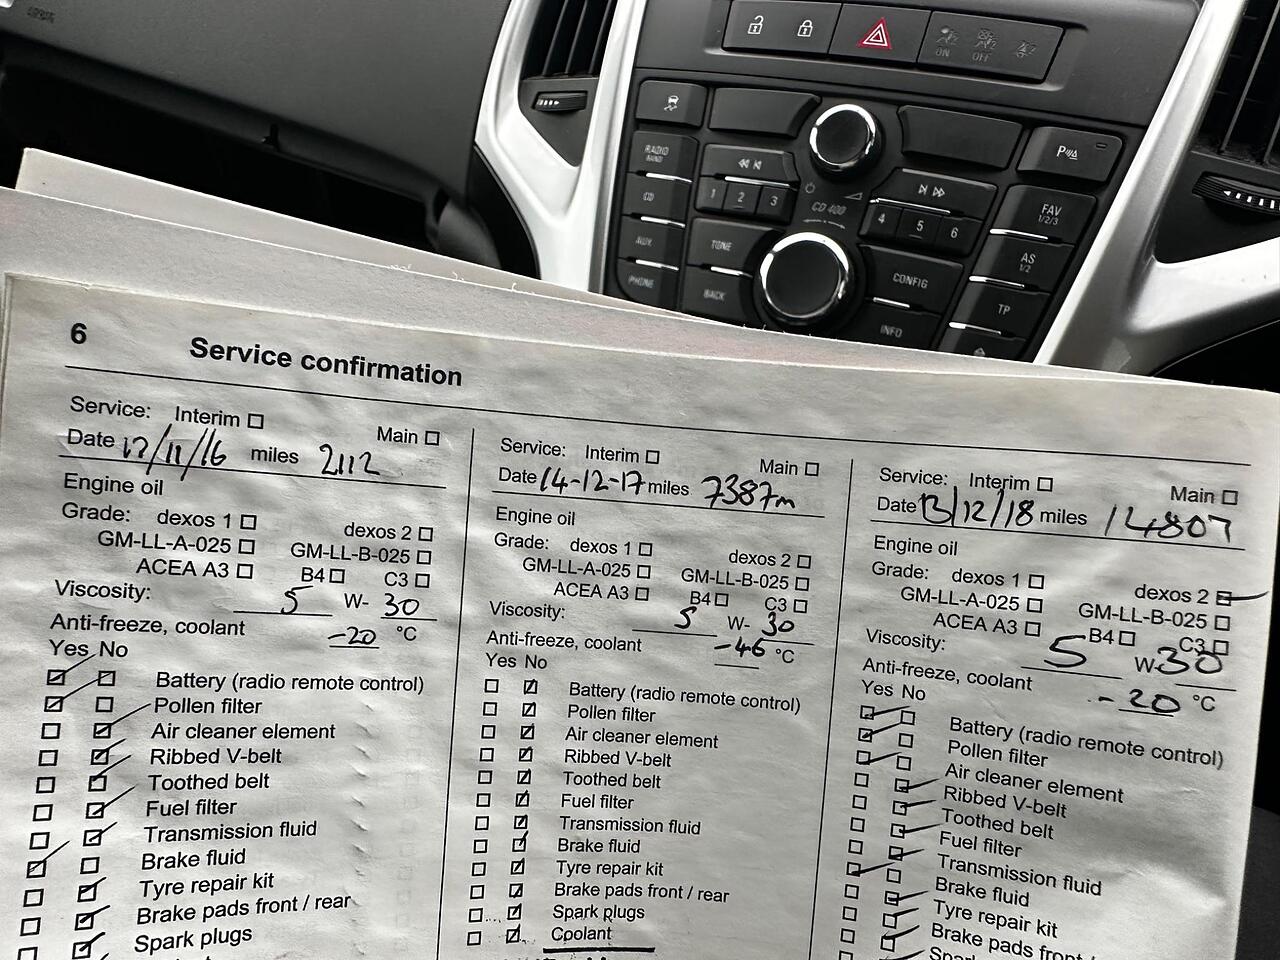 ON
OFF
RADIO
BAND
CD
AUX
PHONE
1 2 3
TONE
BACK
CD 400
4 5 6
CONFIG
INFO
P
FAV
1/2/3
AS
1/2
TP
6 Service confirmation
Service: Interim Main
Date 12/11/16 miles 2112
Engine oil
Grade: dexos 1 dexos 2
GM-LL-A-025 GM-LL-B-025
ACEA A3 B4 C3
Viscosity: 5 W- 30
Anti-freeze, coolant -20 °C
Yes No
Battery (radio remote control)
Pollen filter
Air cleaner element
Ribbed V-belt
Toothed belt
Fuel filter
Transmission fluid
Brake fluid
Tyre repair kit
Brake pads front / rear
Spark plugs
Service: Interim Main
Date 14-12-17 miles 7387m
Engine oil
Grade: dexos 1 dexos 2
GM-LL-A-025 GM-LL-B-025
ACEA A3 B4 C3
Viscosity: 5 W- 30
Anti-freeze, coolant -46 °C
Yes No
Battery (radio remote control)
Pollen filter
Air cleaner element
Ribbed V-belt
Toothed belt
Fuel filter
Transmission fluid
Brake fluid
Tyre repair kit
Brake pads front / rear
Spark plugs
Coolant
Service: Interim Main
Date 13/12/18 miles 14807
Engine oil
Grade: dexos 1 dexos 2
GM-LL-A-025 GM-LL-B-025
ACEA A3 B4 C3
Viscosity: 5 W- 30
Anti-freeze, coolant -20 °C
Yes No
Battery (radio remote control)
Pollen filter
Air cleaner element
Ribbed V-belt
Toothed belt
Fuel filter
Transmission fluid
Brake fluid
Tyre repair kit
Brake pads front